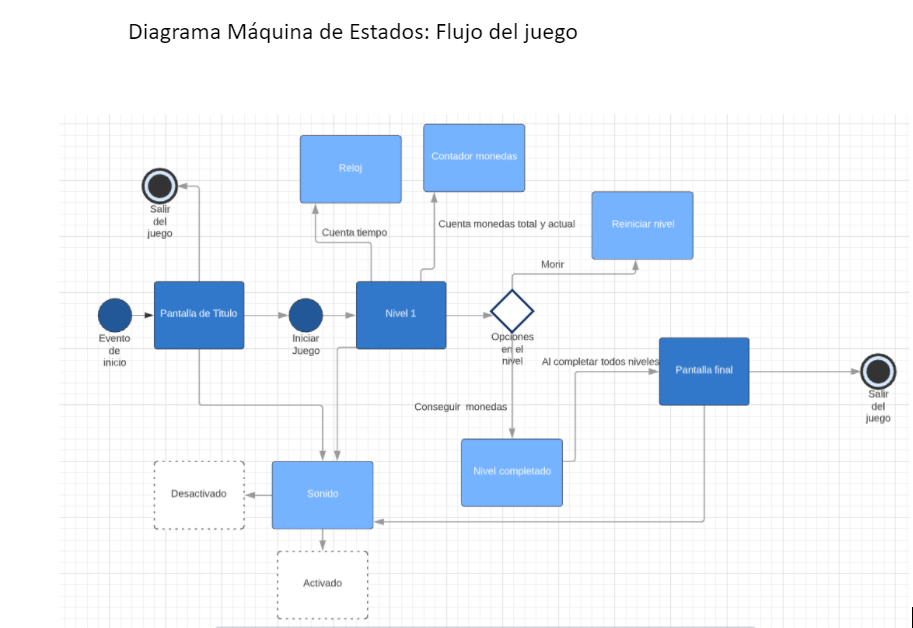 Diagrama Máquina de Estados: Flujo del juego
Contador monedas
Reloj
Salir
del
juego
Cuenta tiempo
Cuenta monedas total y actual
Reiniciar nivel
Morir
Pantalla de Titulo
Nivel 1
Evento
de
inicio
Iniciar
Juego
Opciones
en el
nivel
Al completar todos niveles
Pantalla final
Salir
del
juego
Conseguir monedas
Nivel completado
Desactivado
Sonido
Activado